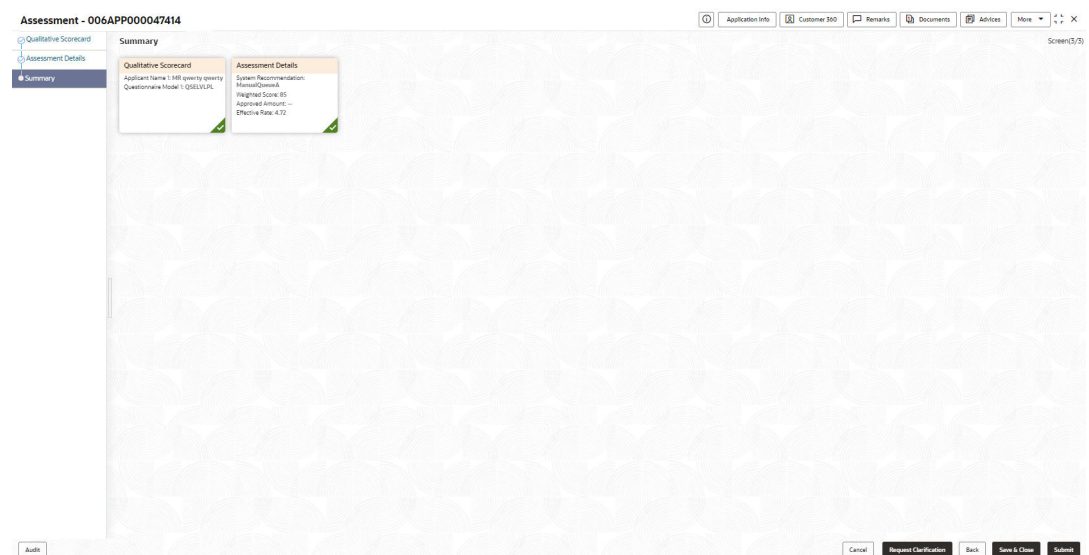 Assessment - 006APP000047414
Application Info
Customer 360
Remarks
Documents
Advices
More
Qualitative Scorecard
Assessment Details
Summary
Summary
Screen(3/3)
Qualitative Scorecard
Applicant Name 1: MR qwerty qwerty
Questionnaire Model 1: QSELVLPL
Assessment Details
System Recommendation:
ManualQueueA
Weighted Score: 85
Approved Amount: --
Effective Rate: 4.72
Audit
Cancel
Request Clarification
Back
Save & Close
Submit